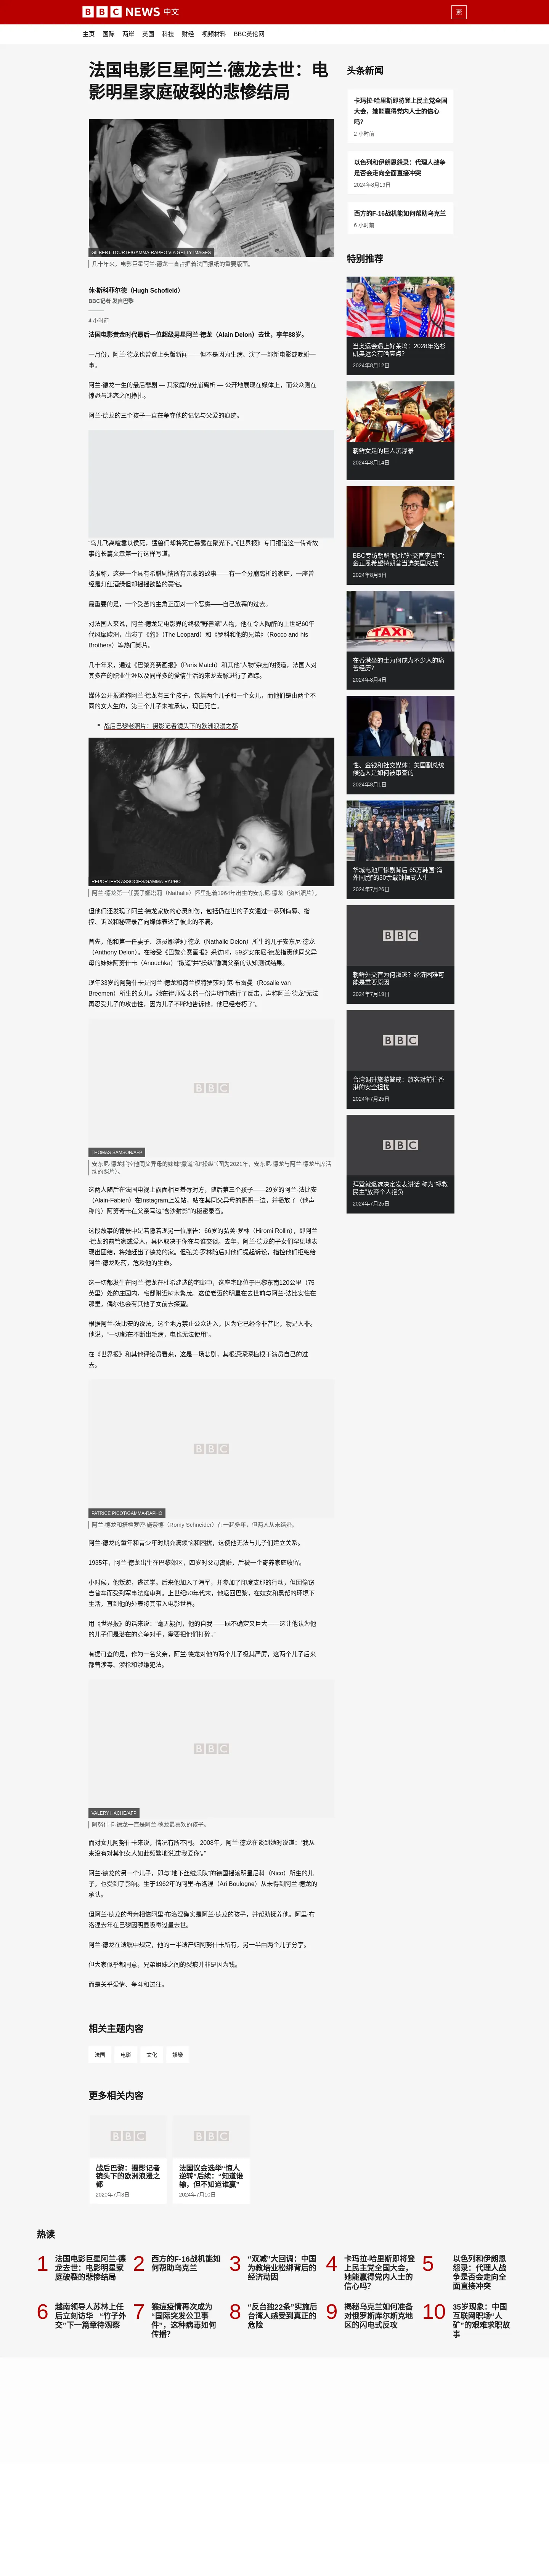 BBC NEWS 中文
繁
主页 国际 两岸 英国 科技 财经 视频材料 BBC英伦网
法国电影巨星阿兰·德龙去世：电
影明星家庭破裂的悲惨结局
GILBERT TOURTE/GAMMA-RAPHO VIA GETTY IMAGES
几十年来，电影巨星阿兰·德龙一直占据着法国报纸的重要版面。
休·斯科菲尔德（Hugh Schofield）
BBC记者 发自巴黎
4 小时前
法国电影黄金时代最后一位超级男星阿兰·德龙（Alain Delon）去世，享年88岁。
一月份，阿兰·德龙也曾登上头版新闻——但不是因为生病、演了一部新电影或晚婚一
事。
阿兰·德龙一生的最后悲剧 — 其家庭的分崩离析 — 公开地展现在媒体上，而公众则在
惊恐与迷恋之间挣扎。
阿兰·德龙的三个孩子一直在争夺他的记忆与父爱的痕迹。
“鸟儿飞离嘈嚣以侯死，猛兽们却将死亡暴露在聚光下。”《世界报》专门报道这一传奇故
事的长篇文章第一行这样写道。
该报称，这是一个具有希腊剧情所有元素的故事——有一个分崩离析的家庭，一座曾
经是灯红酒绿但却摇摇欲坠的豪宅。
最重要的是，一个受苦的主角正面对一个恶魔——自己放羁的过去。
对法国人来说，阿兰·德龙是电影界的终极“野兽派”人物，他在令人陶醉的上世纪60年
代风靡欧洲，出演了《豹》（The Leopard）和《罗科和他的兄弟》（Rocco and his
Brothers）等热门影片。
几十年来，通过《巴黎竞赛画报》（Paris Match）和其他“人物”杂志的报道，法国人对
其多产的职业生涯以及同样多的爱情生活的来龙去脉进行了追踪。
媒体公开报道称阿兰·德龙有三个孩子，包括两个儿子和一个女儿，而他们是由两个不
同的女人生的，第三个儿子未被承认，现已死亡。
战后巴黎老照片：摄影记者镜头下的欧洲浪漫之都
REPORTERS ASSOCIES/GAMMA-RAPHO
阿兰·德龙第一任妻子娜塔莉（Nathalie）怀里抱着1964年出生的安东尼·德龙（资料照片）。
但他们还发现了阿兰·德龙家族的心灵创伤，包括仍在世的子女通过一系列侮辱、指
控、诉讼和秘密录音向媒体表达了彼此的不满。
首先，他和第一任妻子、演员娜塔莉·德龙（Nathalie Delon）所生的儿子安东尼·德龙
（Anthony Delon）。在接受《巴黎竞赛画报》采访时，59岁安东尼·德龙指责他同父异
母的妹妹阿努什卡（Anouchka）“撒谎”并“操纵”隐瞒父亲的认知测试结果。
现年33岁的阿努什卡是阿兰·德龙和荷兰模特罗莎莉·范·布雷曼（Rosalie van
Breemen）所生的女儿。她在律师发表的一份声明中进行了反击，声称阿兰·德龙“无法
再忍受儿子的攻击性，因为儿子不断地告诉他，他已经老朽了”。
THOMAS SAMSON/AFP
安东尼·德龙指控他同父异母的妹妹“撒谎”和“操纵”（图为2021年，安东尼·德龙与阿兰·德龙出席活
动的照片）。
这两人随后在法国电视上露面相互羞辱对方，随后第三个孩子——29岁的阿兰-法比安
（Alain-Fabien）在Instagram上发帖，站在其同父异母的哥哥一边，并播放了（他声
称的）阿努奇卡在父亲耳边“含沙射影”的秘密录音。
这段故事的背景中是若隐若现另一位原告：66岁的弘美·罗林（Hiromi Rollin），即阿兰
·德龙的前管家或爱人，具体取决于你在与谁交谈。去年，阿兰·德龙的子女们罕见地表
现出团结，将她赶出了德龙的家。但弘美·罗林随后对他们提起诉讼，指控他们拒绝给
阿兰·德龙吃药，危及他的生命。
这一切都发生在阿兰·德龙在杜希建造的宅邸中，这座宅邸位于巴黎东南120公里（75
英里）处的庄园内，宅邸附近树木繁茂。这位老迈的明星在去世前与阿兰-法比安住在
那里，偶尔也会有其他子女前去探望。
根据阿兰-法比安的说法，这个地方禁止公众进入，因为它已经今非昔比，物是人非。
他说，“一切都在不断出毛病，电也无法使用”。
在《世界报》和其他评论员看来，这是一场悲剧，其根源深深植根于演员自己的过
去。
PATRICE PICOT/GAMMA-RAPHO
阿兰·德龙和搭档罗密·施奈德（Romy Schneider）在一起多年，但两人从未结婚。
阿兰·德龙的童年和青少年时期充满烦恼和困扰，这使他无法与儿子们建立关系。
1935年，阿兰·德龙出生在巴黎郊区，四岁时父母离婚，后被一个寄养家庭收留。
小时候，他叛逆，逃过学。后来他加入了海军，并参加了印度支那的行动，但因偷窃
吉普车而受到军事法庭审判。上世纪50年代末，他返回巴黎，在妓女和黑帮的环境下
生活，直到他的外表将其带入电影世界。
用《世界报》的话来说：“毫无疑问，他的自我——既不确定又巨大——这让他认为他
的儿子们是潜在的竞争对手，需要把他们打碎。”
有据可查的是，作为一名父亲，阿兰·德龙对他的两个儿子极其严厉，这两个儿子后来
都曾涉毒、涉枪和涉嫌犯法。
VALERY HACHE/AFP
阿努什卡·德龙一直是阿兰·德龙最喜欢的孩子。
而对女儿阿努什卡来说，情况有所不同。 2008年，阿兰·德龙在谈到她时说道：“我从
来没有对其他女人如此频繁地说过‘我爱你’。”
阿兰·德龙的另一个儿子，即与“地下丝绒乐队”的德国摇滚明星尼科（Nico）所生的儿
子，也受到了影响。生于1962年的阿里·布洛涅（Ari Boulogne）从未得到阿兰·德龙的
承认。
但阿兰·德龙的母亲相信阿里·布洛涅确实是阿兰·德龙的孩子，并帮助抚养他。阿里·布
洛涅去年在巴黎因明显吸毒过量去世。
阿兰·德龙在遗嘱中规定，他的一半遗产归阿努什卡所有，另一半由两个儿子分享。
但大家似乎都同意，兄弟姐妹之间的裂痕并非是因为钱。
而是关乎爱情、争斗和过往。
相关主题内容
法国 电影 文化 娱乐
更多相关内容
战后巴黎：摄影记者
镜头下的欧洲浪漫之
都
2020年7月3日
法国议会选举“惊人
逆转”后续：“知道谁
输，但不知道谁赢”
2024年7月10日
头条新闻
卡玛拉·哈里斯即将登上民主党全国
大会，她能赢得党内人士的信心
吗？
2 小时前
以色列和伊朗恩怨录：代理人战争
是否会走向全面直接冲突
2024年8月19日
西方的F-16战机能如何帮助乌克兰
6 小时前
特别推荐
当奥运会遇上好莱坞：2028年洛杉
矶奥运会有啥亮点？
2024年8月12日
朝鲜女足的巨人沉浮录
2024年8月14日
BBC专访朝鲜“脱北”外交官李日奎:
金正恩希望特朗普当选美国总统
2024年8月5日
TAXI
在香港坐的士为何成为不少人的痛
苦经历？
2024年8月4日
性、金钱和社交媒体：美国副总统
候选人是如何被审查的
2024年8月1日
华城电池厂惨剧背后 65万韩国“海
外同胞”的30余载钟摆式人生
2024年7月26日
BBC
朝鲜外交官为何叛逃？经济困难可
能是重要原因
2024年7月19日
BBC
台湾调升旅游警戒：旅客对前往香
港的安全担忧
2024年7月25日
BBC
拜登就退选决定发表讲话 称为“拯救
民主”放弃个人抱负
2024年7月25日
热读
1 法国电影巨星阿兰·德
龙去世：电影明星家
庭破裂的悲惨结局
2 西方的F-16战机能如
何帮助乌克兰
3 “双减”大回调：中国
为教培业松绑背后的
经济动因
4 卡玛拉·哈里斯即将登
上民主党全国大会，
她能赢得党内人士的
信心吗？
5 以色列和伊朗恩
怨录：代理人战
争是否会走向全
面直接冲突
6 越南领导人苏林上任
后立刻访华 “竹子外
交”下一篇章待观察
7 猴痘疫情再次成为
“国际突发公卫事
件”，这种病毒如何
传播？
8 “反台独22条”实施后
台湾人感受到真正的
危险
9 揭秘乌克兰如何准备
对俄罗斯库尔斯克地
区的闪电式反攻
10 35岁现象：中国
互联网职场“人
矿”的艰难求职故
事